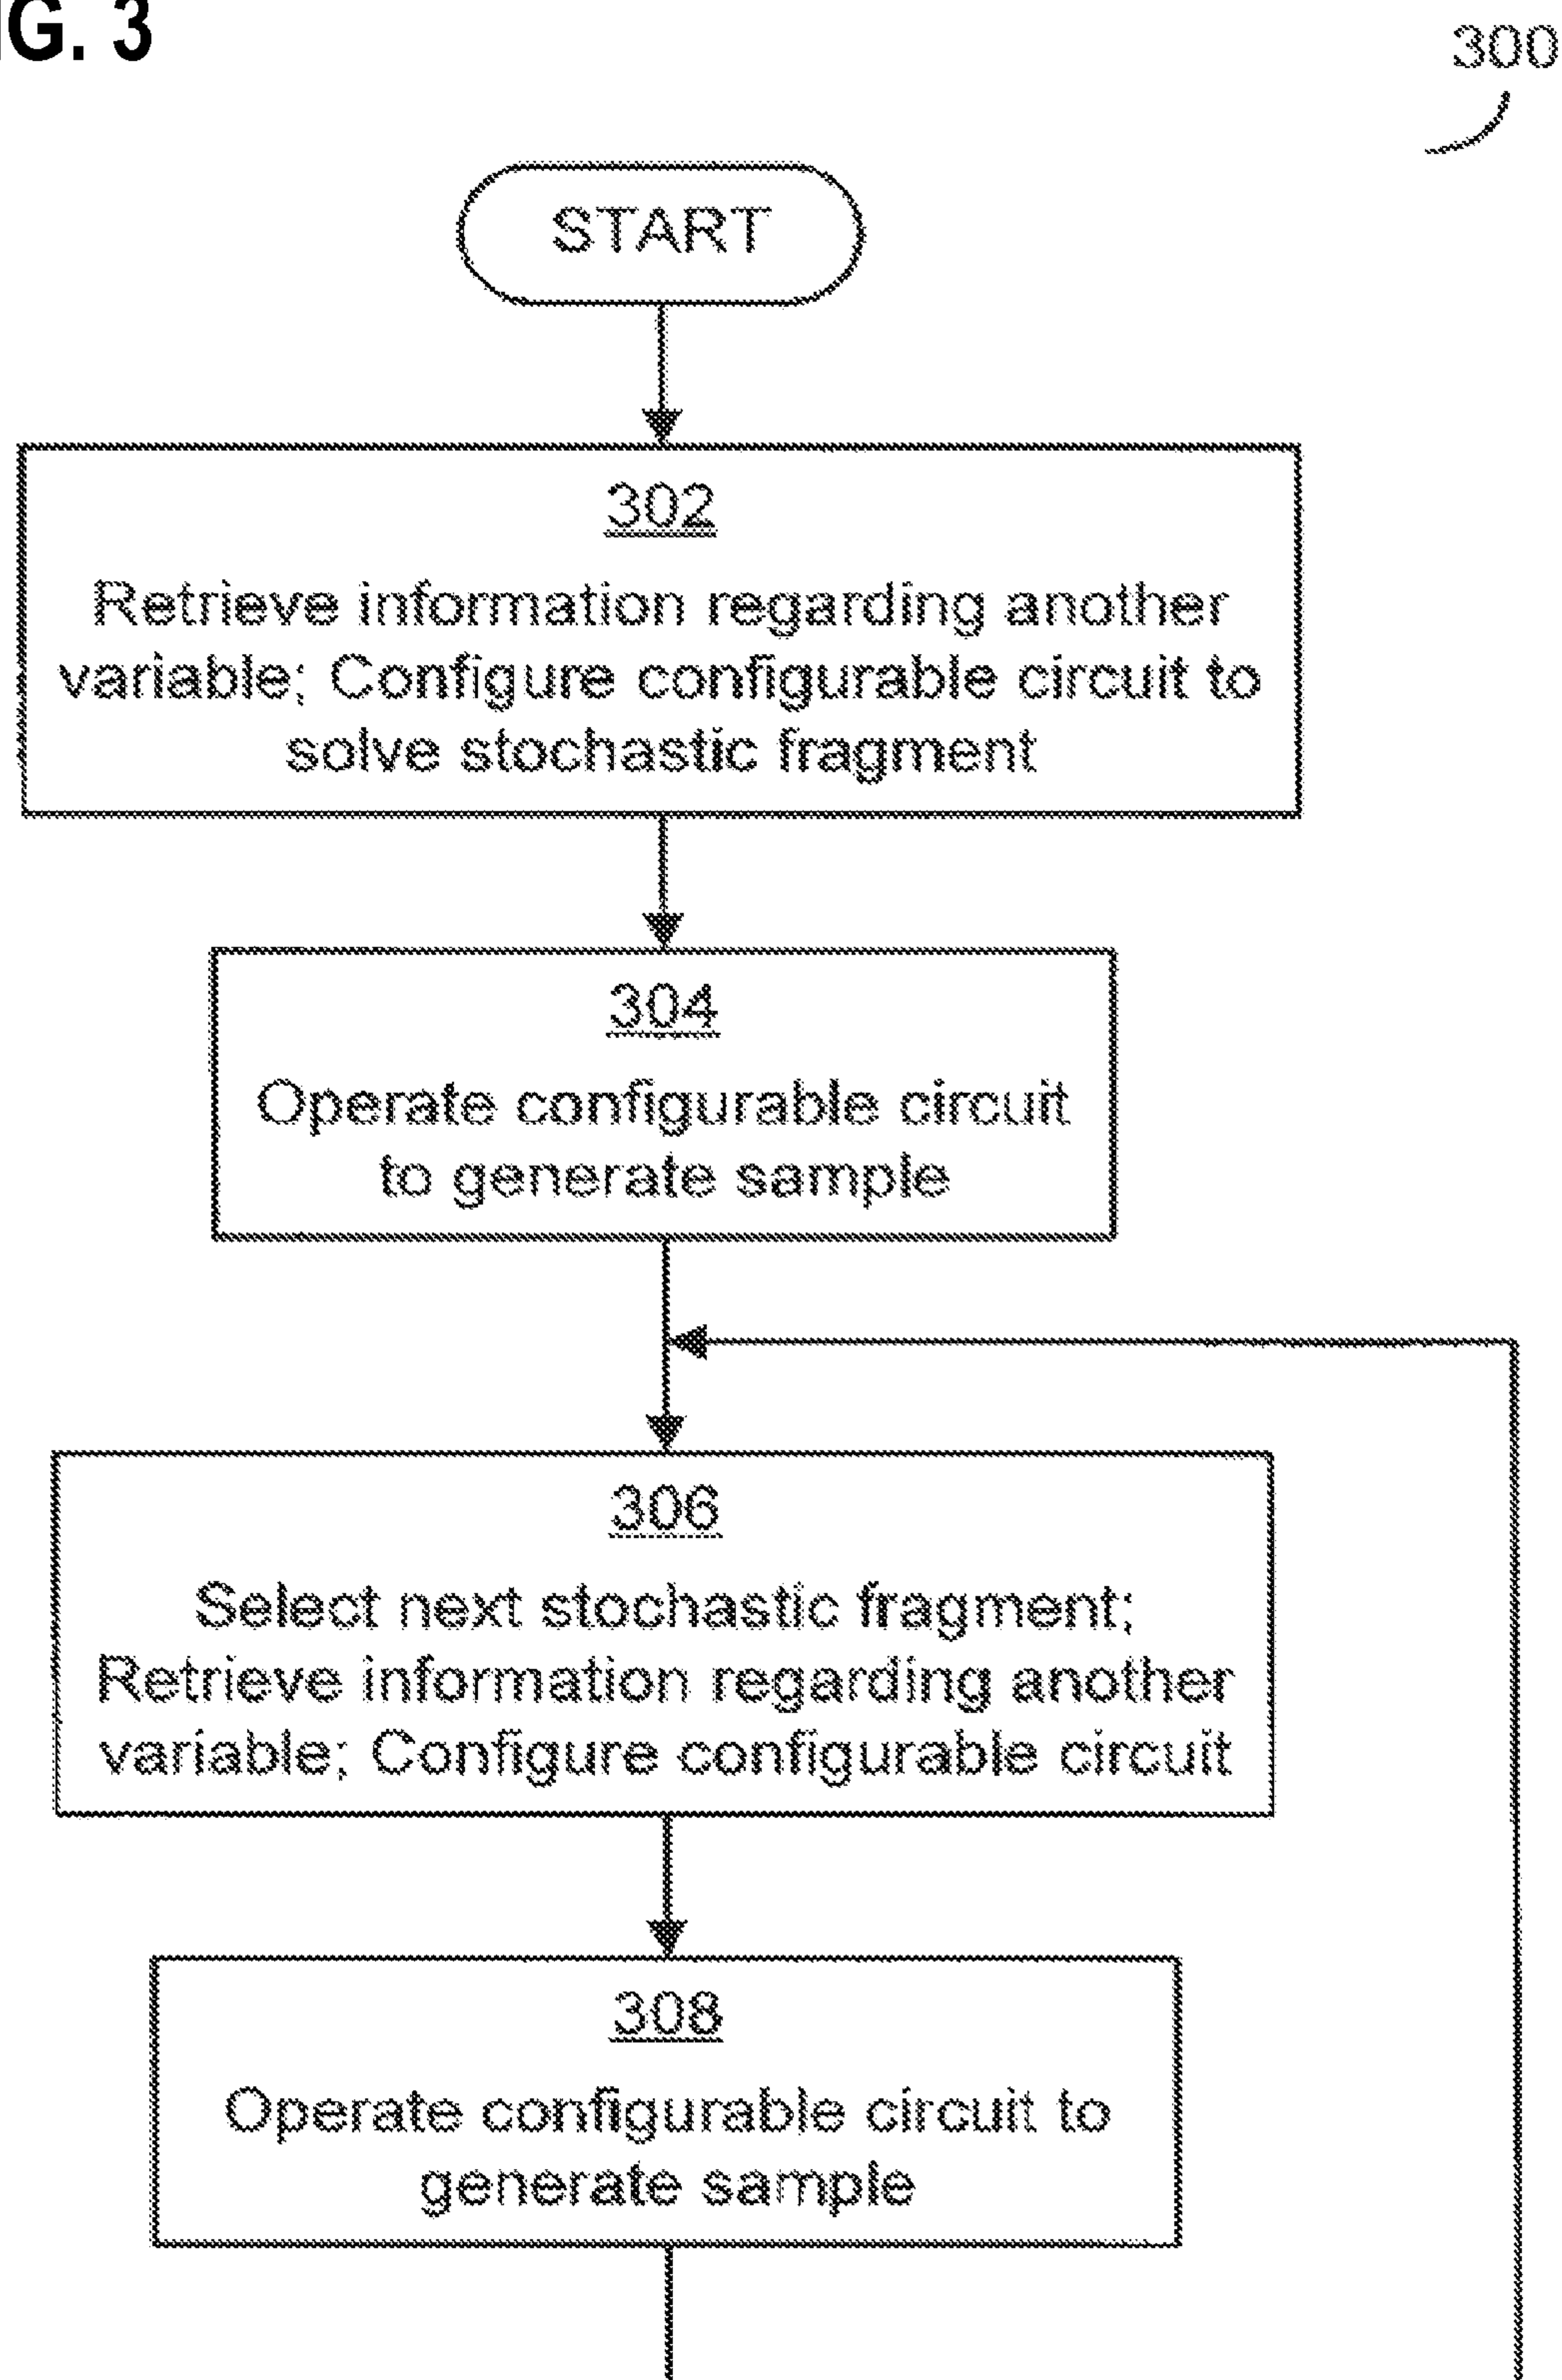 IG. 3
300
START
302
Retrieve information regarding another
variable; Configure configurable circuit to
solve stochastic fragment
304
Operate configurable circuit
to generate sample
306
Select next stochastic fragment;
Retrieve information regarding another
variable; Configure configurable circuit
308
Operate configurable circuit to
generate sample